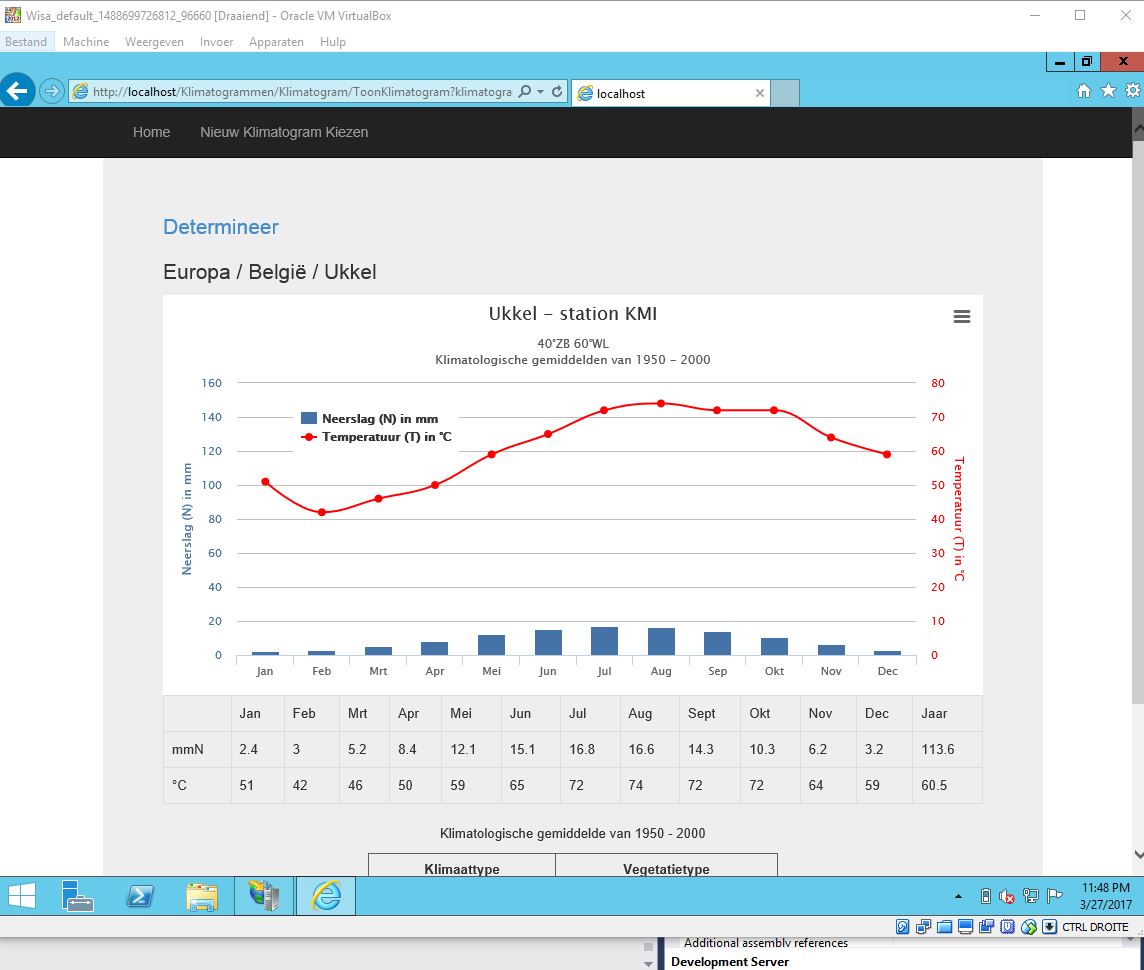 Wisa_default_1488699726812_96660 [Draaiend] - Oracle VM VirtualBox
Bestand Machine Weergeven Invoer Apparaten Hulp
http://localhost/Klimatogrammen/Klimatogram/ToonKlimatogram?klimatogra localhost
Home Nieuw Klimatogram Kiezen
Determineer
Europa / België / Ukkel
Ukkel - station KMI
40°ZB 60°WL
Klimatologische gemiddelden van 1950 - 2000
160 80
140 70
120 60
100 50
80 40
60 30
40 20
20 10
0 0
Neerslag (N) in mm
Temperatuur (T) in °C
Neerslag (N) in mm
Temperatuur (T) in °C
Jan Feb Mrt Apr Mei Jun Jul Aug Sep Okt Nov Dec
Jan Feb Mrt Apr Mei Jun Jul Aug Sept Okt Nov Dec Jaar
mmN 2.4 3 5.2 8.4 12.1 15.1 16.8 16.6 14.3 10.3 6.2 3.2 113.6
°C 51 42 46 50 59 65 72 74 72 72 64 59 60.5
Klimatologische gemiddelde van 1950 - 2000
Klimaattype Vegetatietype
11:48 PM
3/27/2017
CTRL DROITE
Additional assembly references
Development Server